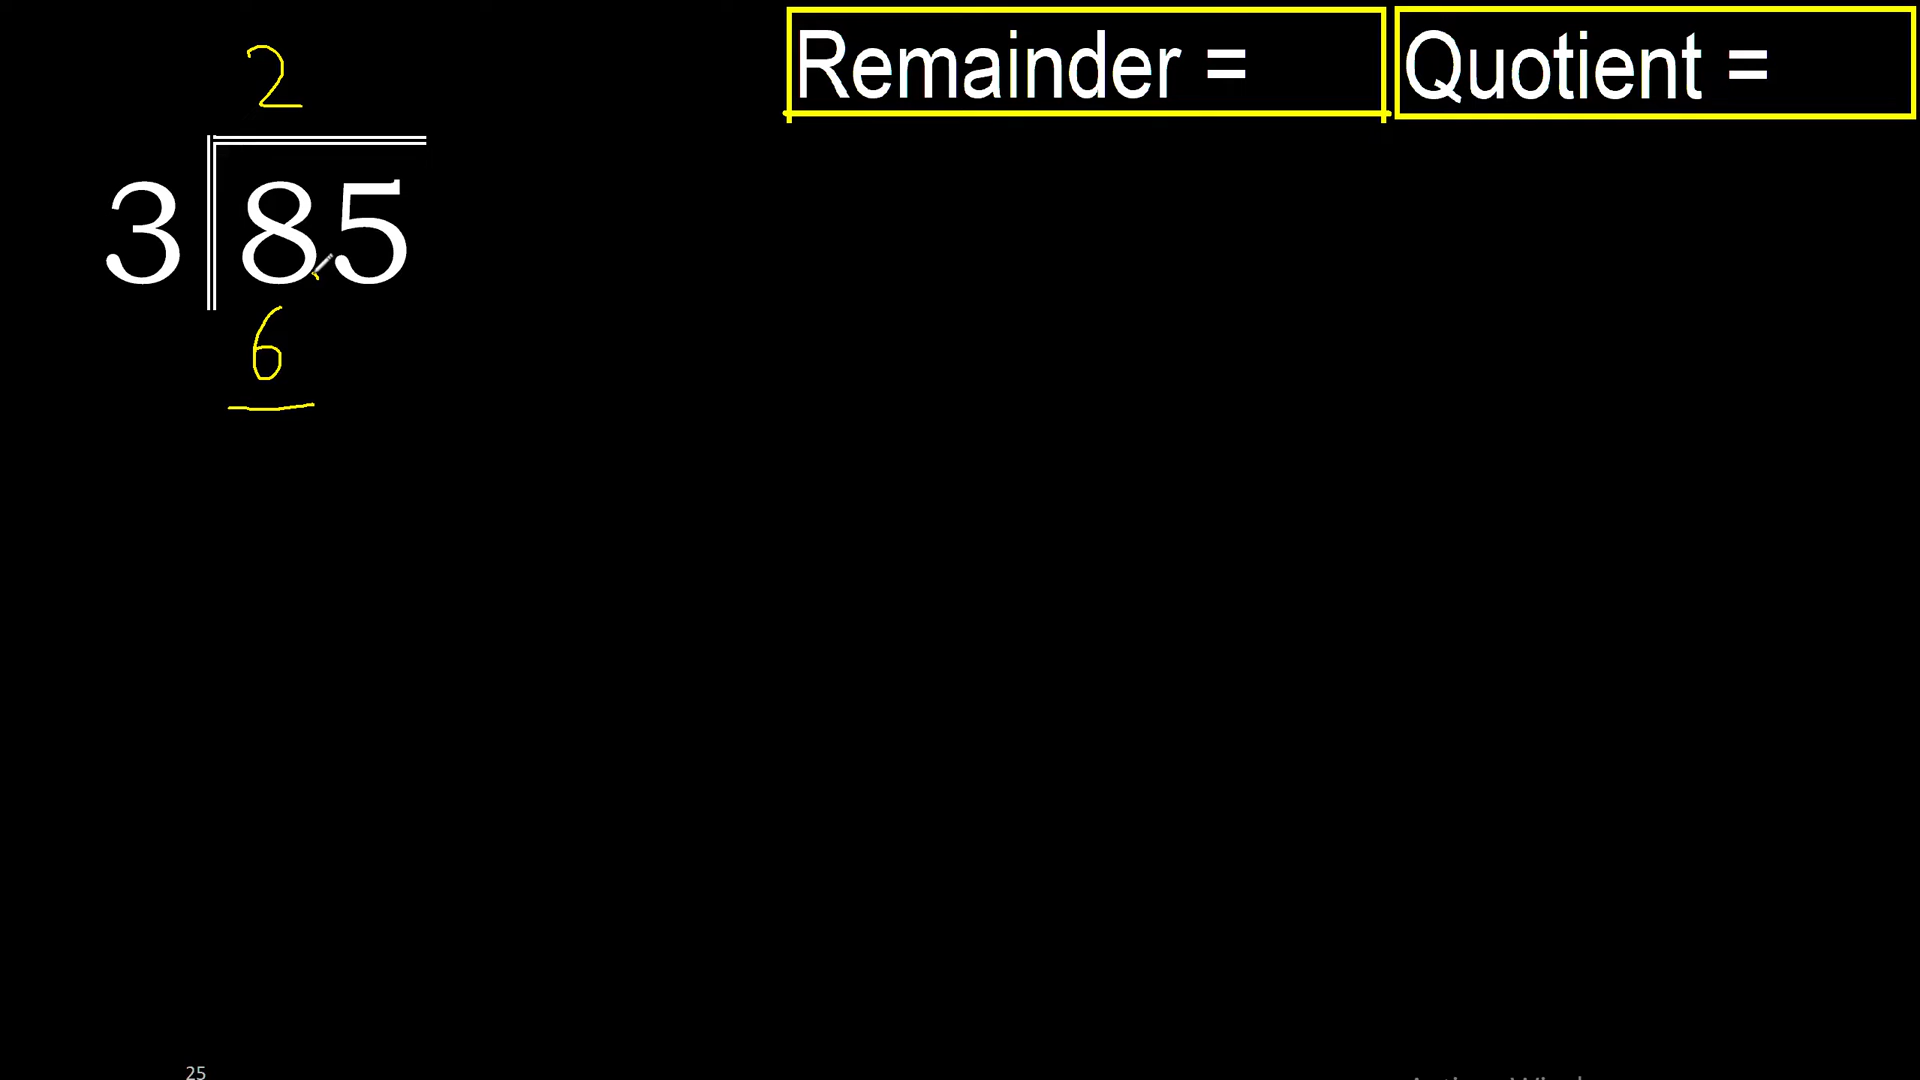 2
Remainder =
Quotient =
3 85
6
25